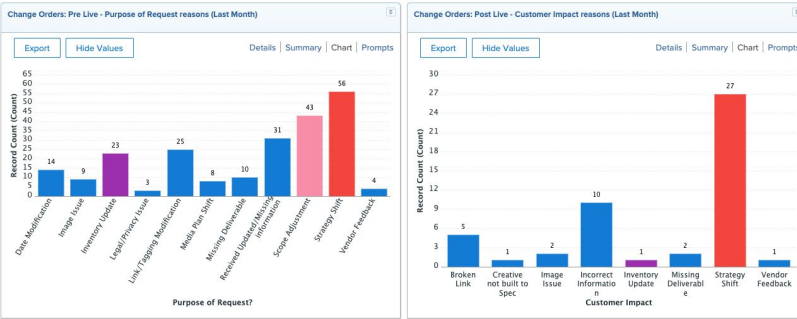 Change Orders: Pre Live - Purpose of Request reasons (Last Month)
Export
Hide Values
Details | Summary | Chart | Prompts
Record Count (Count)
65
60
55
50
45
40
35
30
25
20
15
10
5
0
14
9
23
3
25
8
10
31
43
56
4
Date Modification
Image Issue
Inventory Update
Legal/Privacy Issue
Link/Tagging Modification
Media Plan Shift
Missing Deliverable
Received Updated/Missing
information
Scope Adjustment
Strategy Shift
Vendor Feedback
Purpose of Request?
Change Orders: Post Live - Customer Impact reasons (Last Month)
Export
Hide Values
Details | Summary | Chart | Prompts
Record Count (Count)
30
27
24
21
18
15
12
9
6
3
0
5
1
2
10
1
2
27
1
Broken
Link
Creative
not built to
Spec
Image
Issue
Incorrect
Informatio
n
Inventory
Update
Missing
Deliverabl
e
Strategy
Shift
Vendor
Feedback
Customer Impact